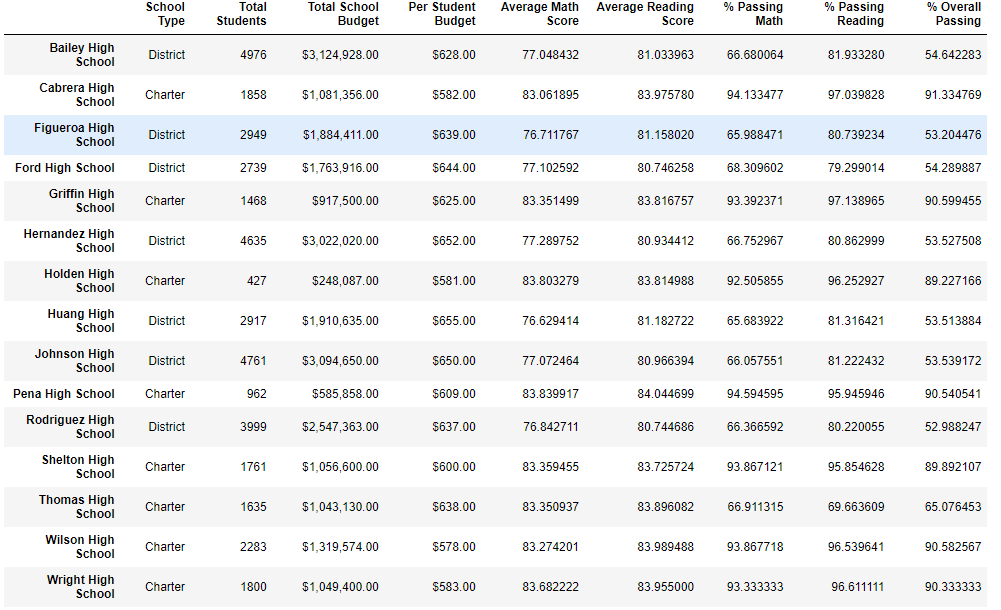 School Type Total Students Total School Budget Per Student Budget Average Math Score Average Reading Score % Passing Math % Passing Reading % Overall Passing
Bailey High School District 4976 $3,124,928.00 $628.00 77.048432 81.033963 66.680064 81.933280 54.642283
Cabrera High School Charter 1858 $1,081,356.00 $582.00 83.061895 83.975780 94.133477 97.039828 91.334769
Figueroa High School District 2949 $1,884,411.00 $639.00 76.711767 81.158020 65.988471 80.739234 53.204476
Ford High School District 2739 $1,763,916.00 $644.00 77.102592 80.746258 68.309602 79.299014 54.289887
Griffin High School Charter 1468 $917,500.00 $625.00 83.351499 83.816757 93.392371 97.138965 90.599455
Hernandez High School District 4635 $3,022,020.00 $652.00 77.289752 80.934412 66.752967 80.862999 53.527508
Holden High School Charter 427 $248,087.00 $581.00 83.803279 83.814988 92.505855 96.252927 89.227166
Huang High School District 2917 $1,910,635.00 $655.00 76.629414 81.182722 65.683922 81.316421 53.513884
Johnson High School District 4761 $3,094,650.00 $650.00 77.072464 80.966394 66.057551 81.222432 53.539172
Pena High School Charter 962 $585,858.00 $609.00 83.839917 84.044699 94.594595 95.945946 90.540541
Rodriguez High School District 3999 $2,547,363.00 $637.00 76.842711 80.744686 66.366592 80.220055 52.988247
Shelton High School Charter 1761 $1,056,600.00 $600.00 83.359455 83.725724 93.867121 95.854628 89.892107
Thomas High School Charter 1635 $1,043,130.00 $638.00 83.350937 83.896082 66.911315 69.663609 65.076453
Wilson High School Charter 2283 $1,319,574.00 $578.00 83.274201 83.989488 93.867718 96.539641 90.582567
Wright High School Charter 1800 $1,049,400.00 $583.00 83.682222 83.955000 93.333333 96.611111 90.333333